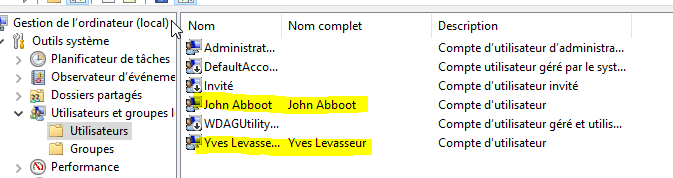 Gestion de l'ordinateur (local)
Outils système
Planificateur de tâches
Observateur d'événeme
Dossiers partagés
Utilisateurs et groupes l
Utilisateurs
Groupes
Performance
Nom Nom complet Description
Administrat... Compte d'utilisateur d'administra...
DefaultAcco... Compte utilisateur géré par le syst...
Invité Compte d'utilisateur invité
John Abboot John Abboot Compte d'utilisateur
WDAGUtility... Compte d'utilisateur géré et utilis...
Yves Levasse... Yves Levasseur Compte d'utilisateur